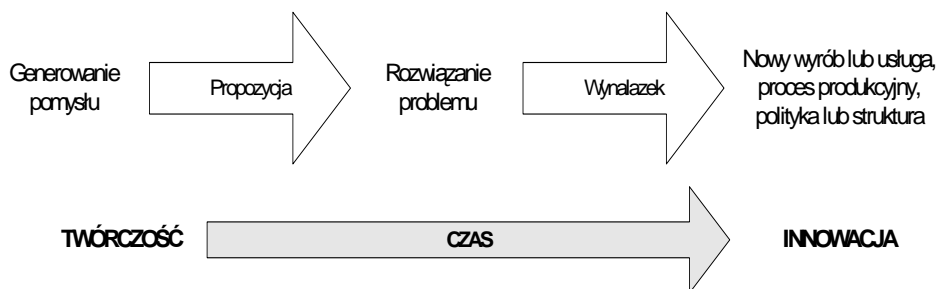 Generowanie
pomysłu
Propozycja
Rozwiązanie
problemu
Wynalazek
Nowy wyrób lub usługa,
proces produkcyjny,
polityka lub struktura
TWÓRCZOŚĆ
CZAS
INNOWACJA